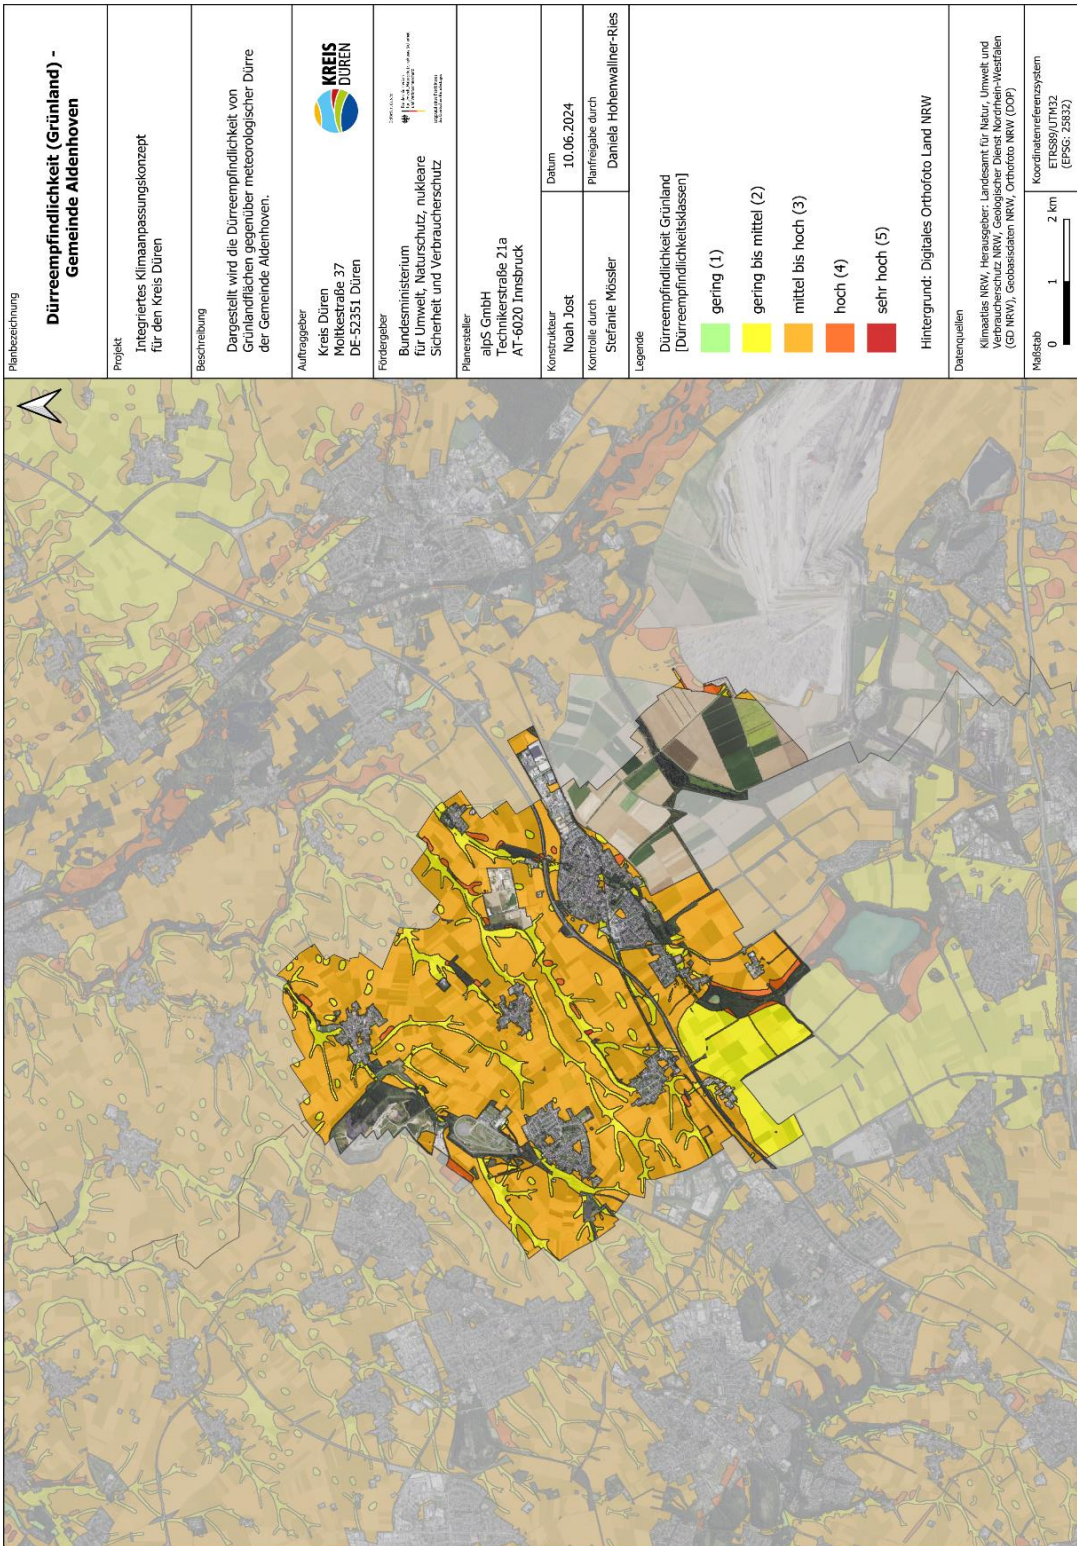 Planbezeichnung
Dürreempfindlichkeit (Grünland) -
Gemeinde Aldenhoven
Projekt
Integriertes Klimaanpassungskonzept
für den Kreis Düren
Beschreibung
Dargestellt wird die Dürreempfindlichkeit von
Grünlandflächen gegenüber meteorologischer Dürre
der Gemeinde Aldenhoven.
Auftraggeber
Kreis Düren
Moltkestraße 37
DE-52351 Düren
KREIS
DÜREN
Fördergeber
Bundesministerium
für Umwelt, Naturschutz, nukleare
Sicherheit und Verbraucherschutz
Planersteller
alpS GmbH
Technikerstraße 21a
AT-6020 Innsbruck
Konstrukteur
Noah Jost
Datum
10.06.2024
Kontrolle durch
Stefanie Mössler
Planfreigabe durch
Daniela Hohenwallner-Ries
Legende
Dürreempfindlichkeit Grünland
[Dürreempfindlichkeitsklassen]
gering (1)
gering bis mittel (2)
mittel bis hoch (3)
hoch (4)
sehr hoch (5)
Hintergrund: Digitales Orthofoto Land NRW
Datenquellen
Klimaatlas NRW, Herausgeber: Landesamt für Natur, Umwelt und
Verbraucherschutz NRW, Geologischer Dienst Nordrhein-Westfalen
(GD NRW), Geobasisdaten NRW, Orthofoto NRW (DOP)
Maßstab
0 1 2 km
Koordinatenreferenzsystem
ETRS89/UTM32
(EPSG: 25832)